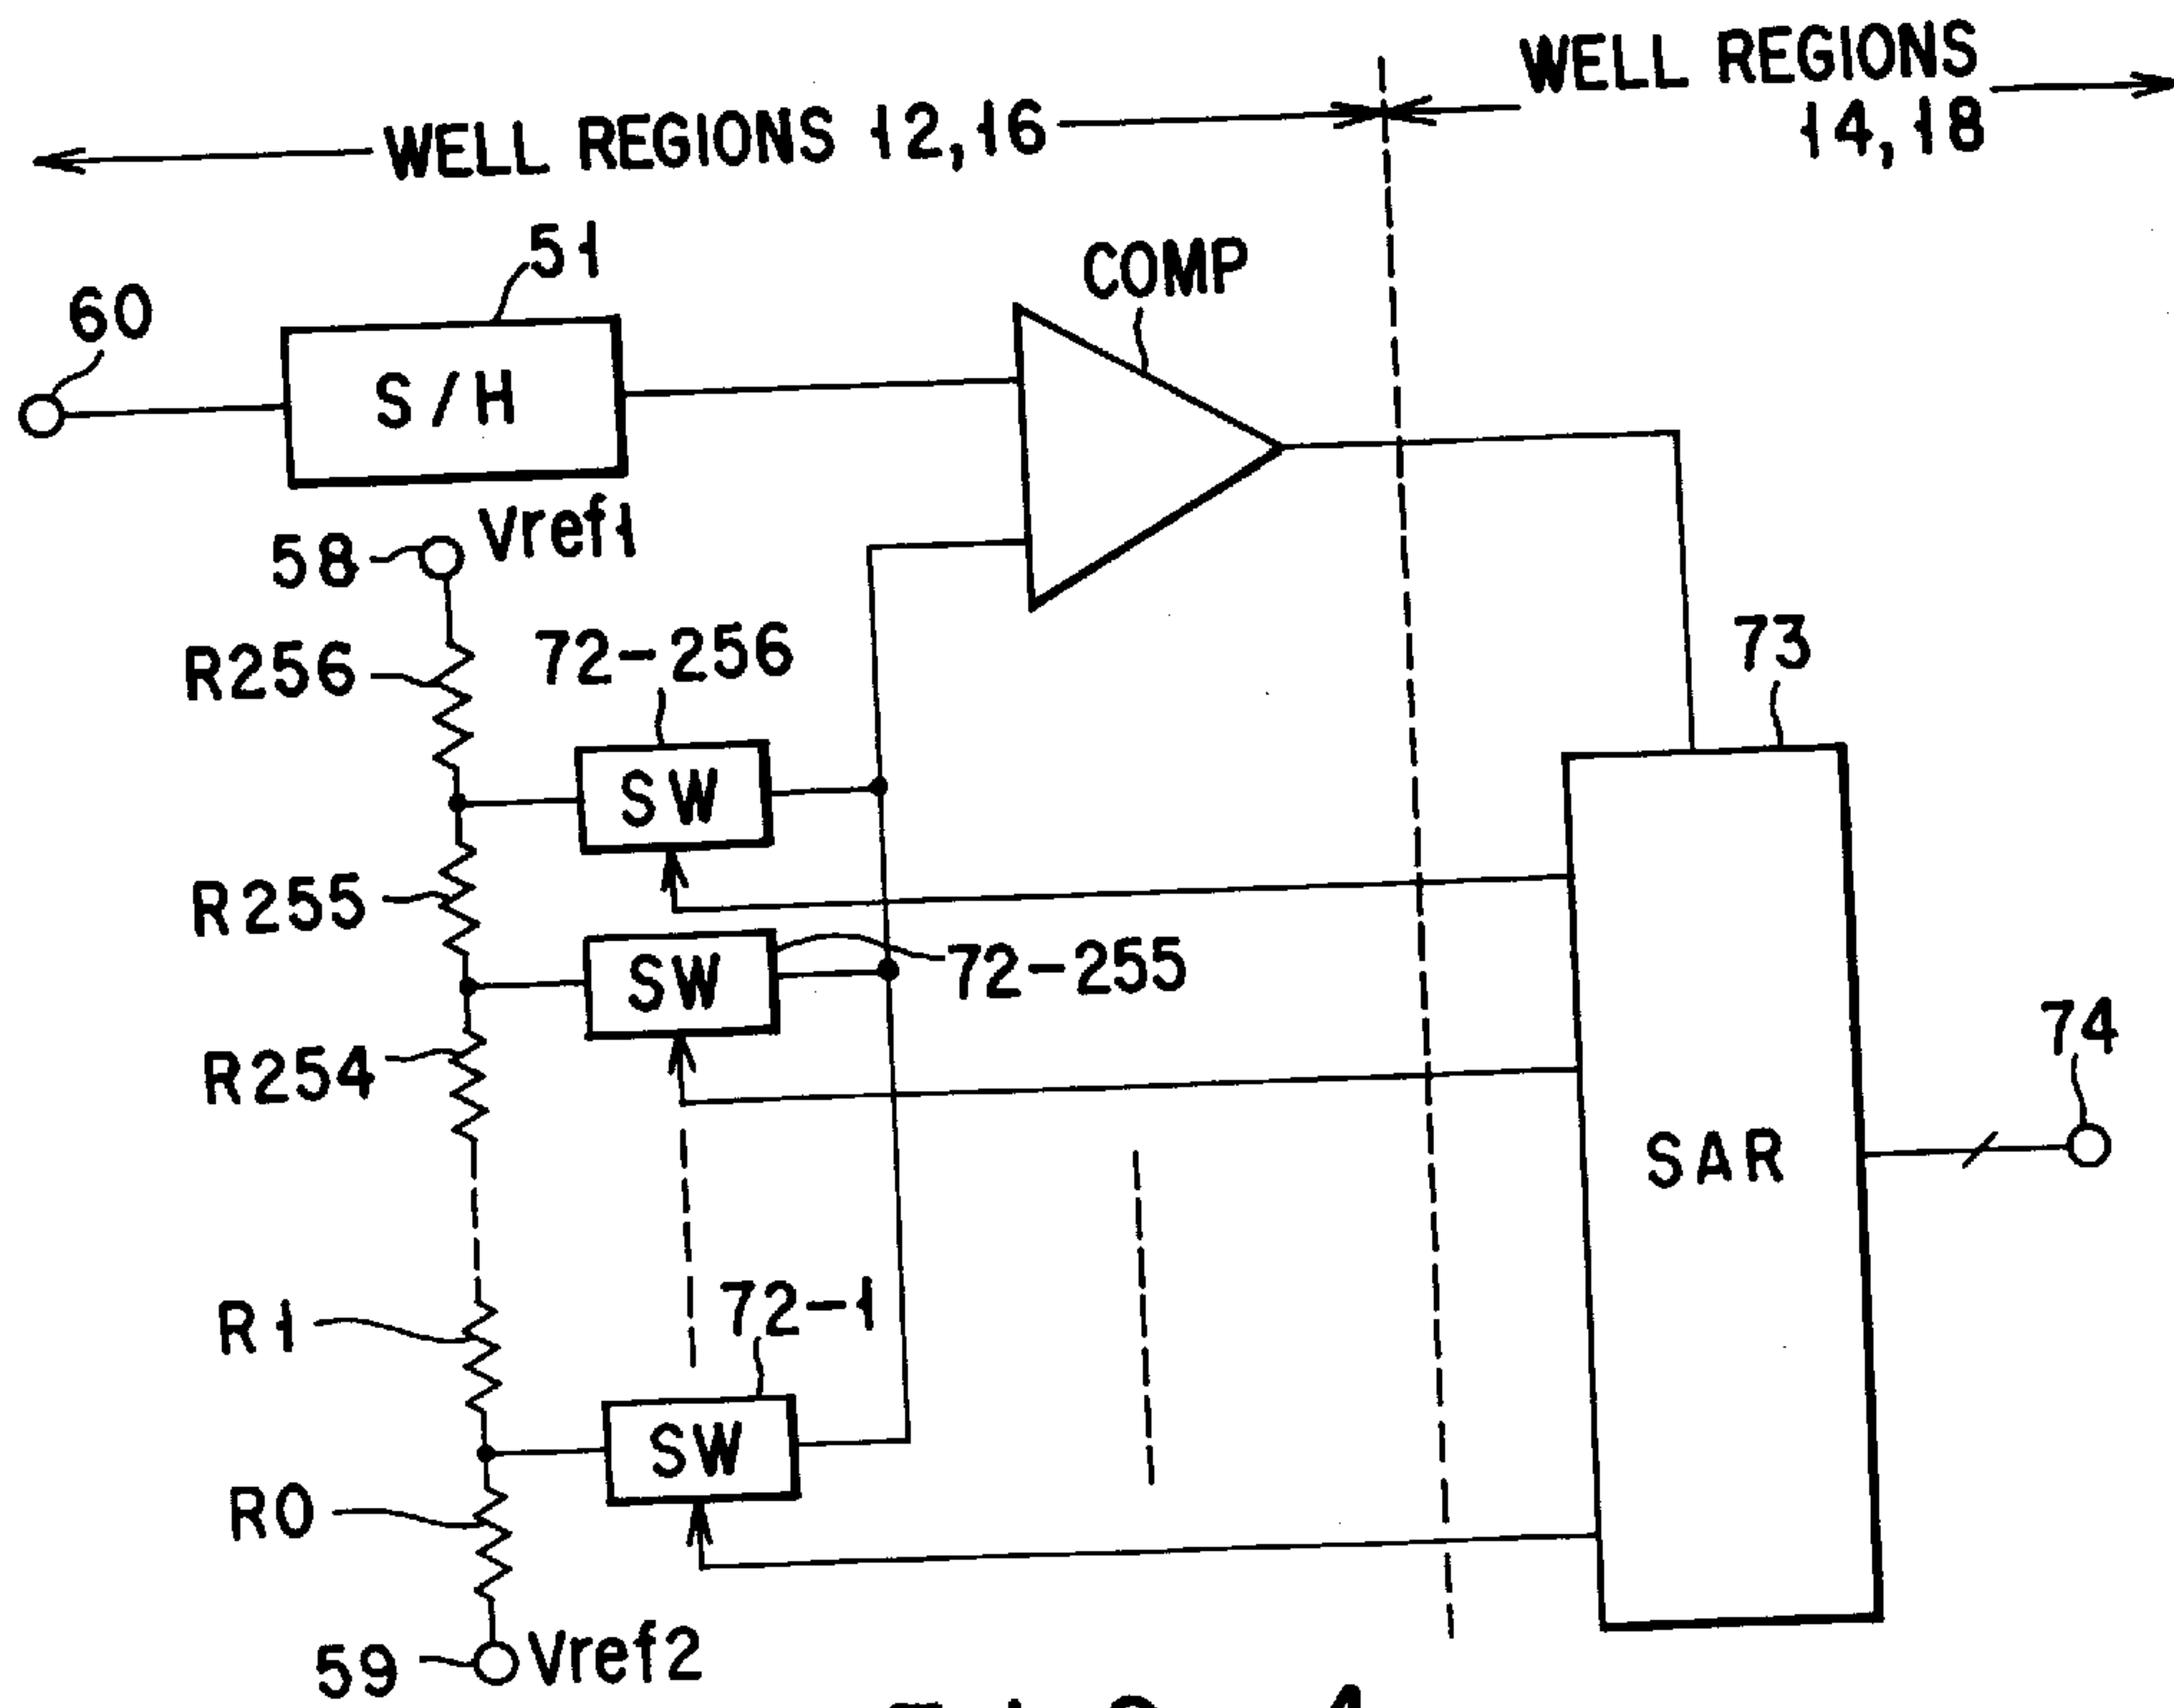 WELL REGIONS 12,16
WELL REGIONS
14,18
51
COMP
60
S/H
58
Vref1
R256
72-256
73
SW
R255
72-255
SW
R254
74
SAR
R1
72-1
SW
R0
59
Vref2